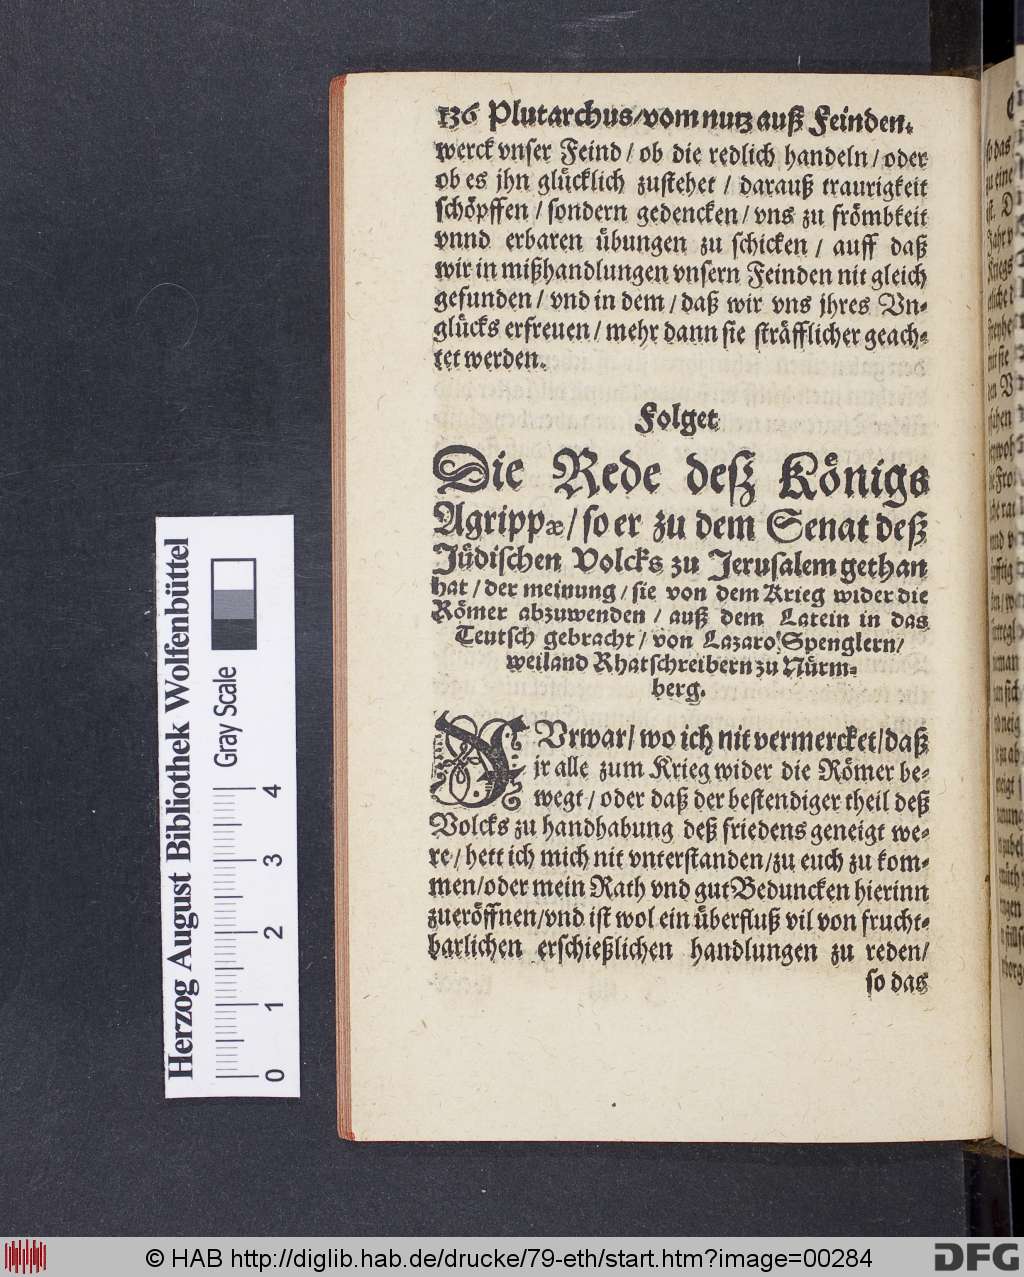 136 Plutarchus/vom nutz auß Feinden.
werck vnser Feind / ob die redlich handeln / oder
ob es jhn glücklich zustehet / darauß traurigkeit
schöpffen / sondern gedencken / vns zu frömbkeit
vnnd erbaren übungen zu schicken / auff daß
wir in mißhandlungen vnsern Feinden nit gleich
gefunden / vnd in dem / daß wir vns jhres Vn-
glücks erfreuen / mehr dann sie sträfflicher geach-
tet werden.
Folget
Die Rede deß Königs
Agrippæ / so er zu dem Senat deß
Jüdischen Volcks zu Jerusalem gethan
hat / der meinung / sie von dem Krieg wider die
Römer abzuwenden / auß dem Latein in das
Teutsch gebracht / von Lazaro Spenglern /
weiland Rhatschreibern zu Nürm-
berg.
FVrwar / wo ich nit vermercket / daß
jr alle zum Krieg wider die Römer be-
wegt / oder daß der bestendiger theil deß
Volcks zu handhabung deß friedens geneigt we-
re / hett ich mich nit vnterstanden / zu euch zu kom-
men / oder mein Rath vnd gut Beduncken hierinn
zueröffnen / vnd ist wol ein überfluß vil von frucht-
barlichen erschießlichen handlungen zu reden /
so das
Herzog August Bibliothek Wolfenbüttel
Gray Scale
0 1 2 3 4
© HAB http://diglib.hab.de/drucke/79-eth/start.htm?image=00284
DFG